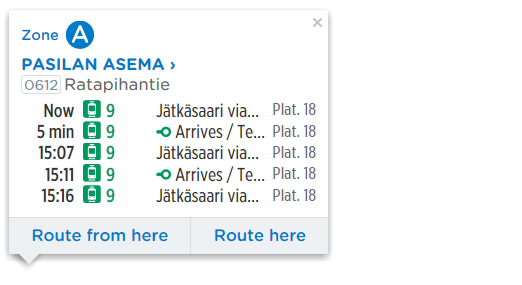 Zone A
×
PASILAN ASEMA ›
0612 Ratapihantie
Now 9 Jätkäsaari via... Plat. 18
5 min 9 Arrives / Te... Plat. 18
15:07 9 Jätkäsaari via... Plat. 18
15:11 9 Arrives / Te... Plat. 18
15:16 9 Jätkäsaari via... Plat. 18
Route from here Route here